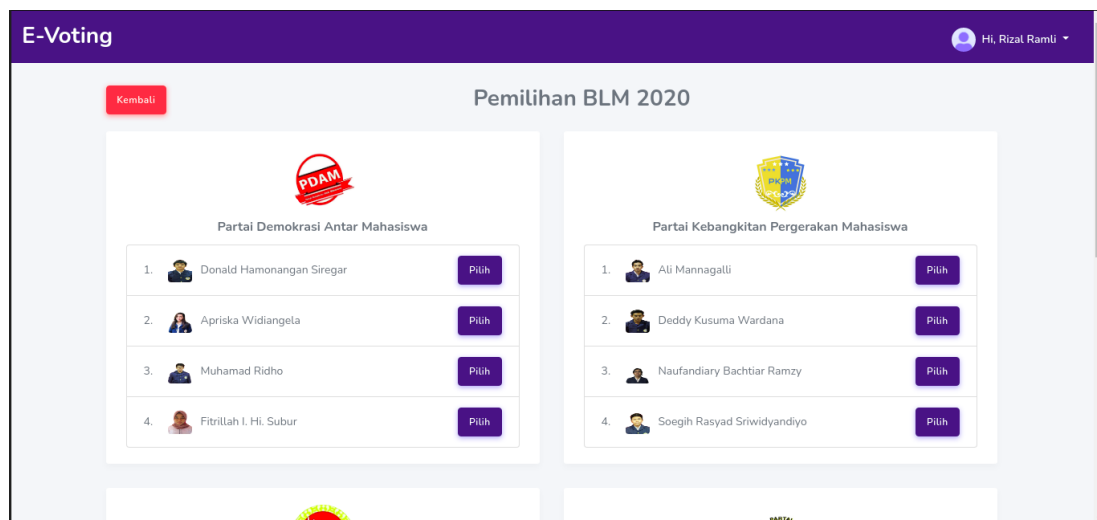 E-Voting
Hi, Rizal Ramli
Kembali
Pemilihan BLM 2020
PDAM
Partai Demokrasi Antar Mahasiswa
1. Donald Hamonangan Siregar Pilih
2. Apriska Widiangela Pilih
3. Muhamad Ridho Pilih
4. Fitrillah I. Hi. Subur Pilih
PKPM
Partai Kebangkitan Pergerakan Mahasiswa
1. Ali Mannagalli Pilih
2. Deddy Kusuma Wardana Pilih
3. Naufandiary Bachtiar Ramzy Pilih
4. Soegih Rasyad Sriwidyandiyo Pilih
PARTAI